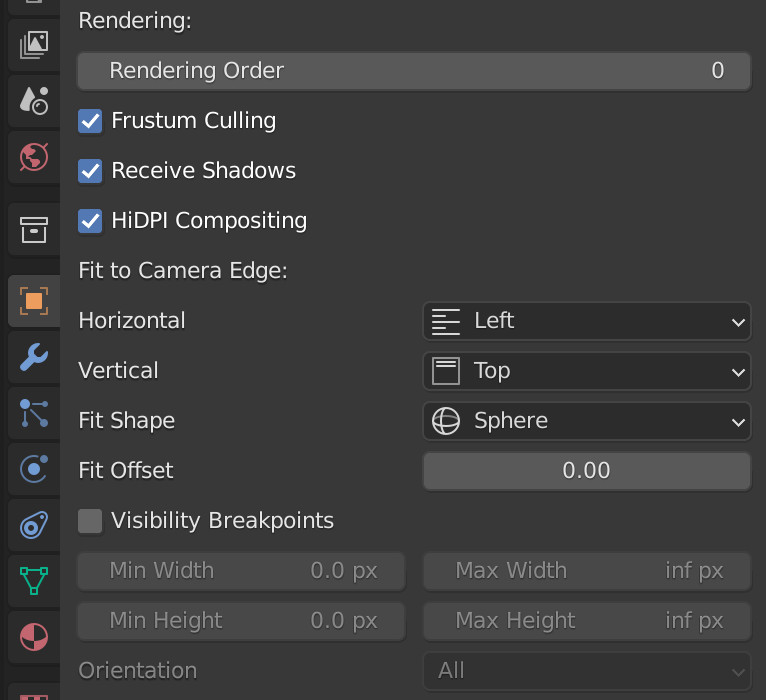 Rendering:
Rendering Order 0
Frustum Culling
Receive Shadows
HiDPI Compositing
Fit to Camera Edge:
Horizontal Left
Vertical Top
Fit Shape Sphere
Fit Offset 0.00
Visibility Breakpoints
Min Width 0.0 px Max Width inf px
Min Height 0.0 px Max Height inf px
Orientation All